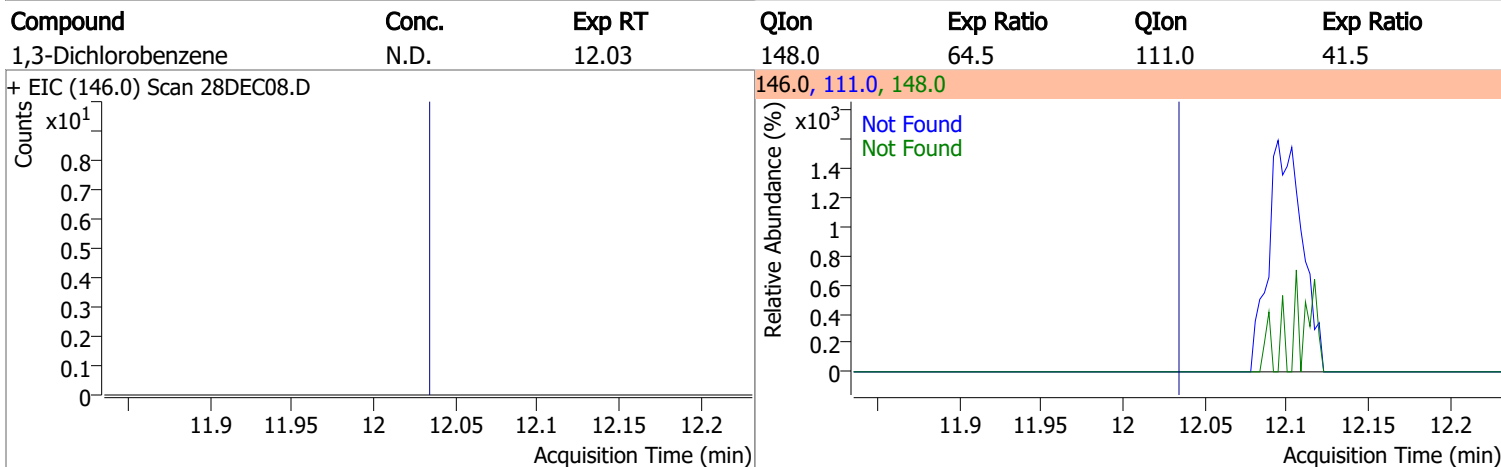 Compound Conc. Exp RT QIon Exp Ratio QIon Exp Ratio
1,3-Dichlorobenzene N.D. 12.03 148.0 64.5 111.0 41.5
+ EIC (146.0) Scan 28DEC08.D
Counts
x10¹
0.8
0.7
0.6
0.5
0.4
0.3
0.2
0.1
0
11.9 11.95 12 12.05 12.1 12.15 12.2
Acquisition Time (min)
146.0, 111.0, 148.0
Relative Abundance (%)
x10³
Not Found
Not Found
1.4
1.2
1
0.8
0.6
0.4
0.2
0
11.9 11.95 12 12.05 12.1 12.15 12.2
Acquisition Time (min)